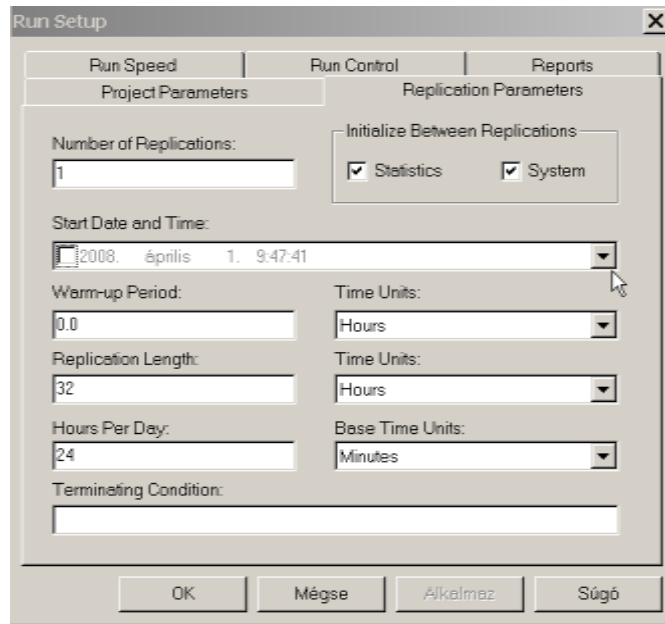 Run Setup
Run Speed
Run Control
Reports
Project Parameters
Replication Parameters
Number of Replications:
1
Initialize Between Replications
Statistics
System
Start Date and Time:
2008. április 1. 9:47:41
Warm-up Period:
Time Units:
0.0
Hours
Replication Length:
Time Units:
32
Hours
Hours Per Day:
Base Time Units:
24
Minutes
Terminating Condition:
OK
Mégse
Alkalmaz
Súgó